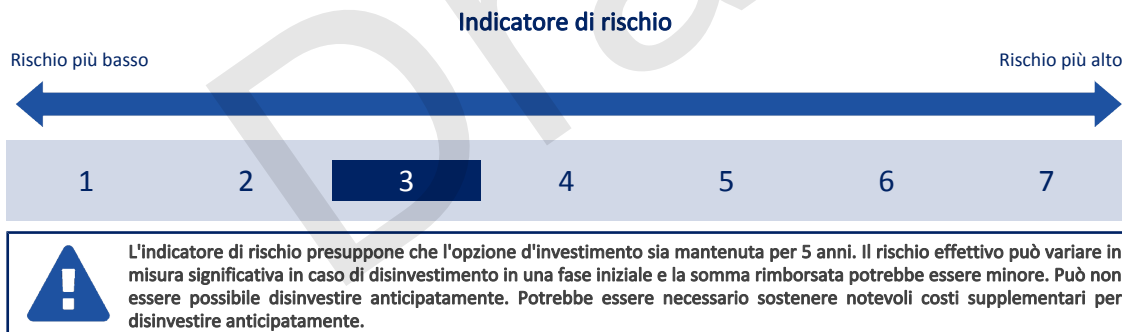 Indicatore di rischio
Rischio più basso
Rischio più alto
1 2 3 4 5 6 7
L'indicatore di rischio presuppone che l'opzione d'investimento sia mantenuta per 5 anni. Il rischio effettivo può variare in
misura significativa in caso di disinvestimento in una fase iniziale e la somma rimborsata potrebbe essere minore. Può non
essere possibile disinvestire anticipatamente. Potrebbe essere necessario sostenere notevoli costi supplementari per
disinvestire anticipatamente.